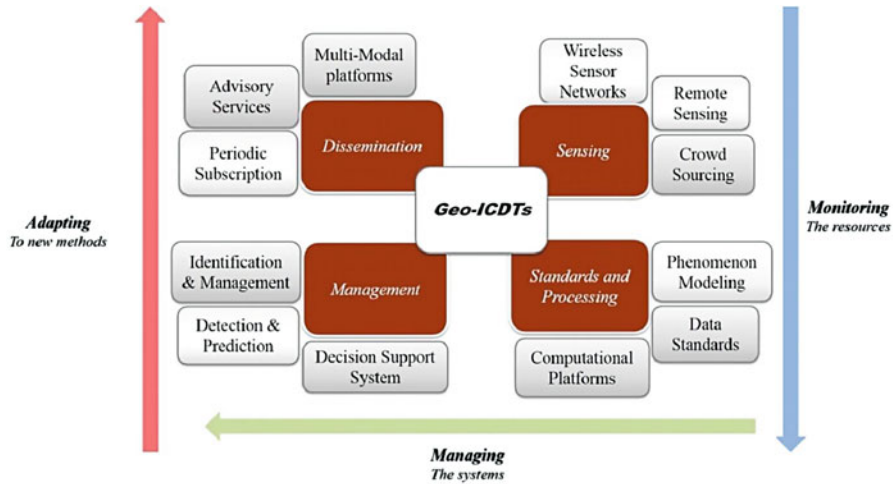 Multi-Modal
platforms
Advisory
Services
Periodic
Subscription
Dissemination
Wireless
Sensor
Networks
Remote
Sensing
Crowd
Sourcing
Sensing
Geo-ICDTs
Adapting
To new methods
Monitoring
The resources
Identification
& Management
Detection &
Prediction
Management
Decision Support
System
Standards and
Processing
Phenomenon
Modeling
Data
Standards
Computational
Platforms
Managing
The systems